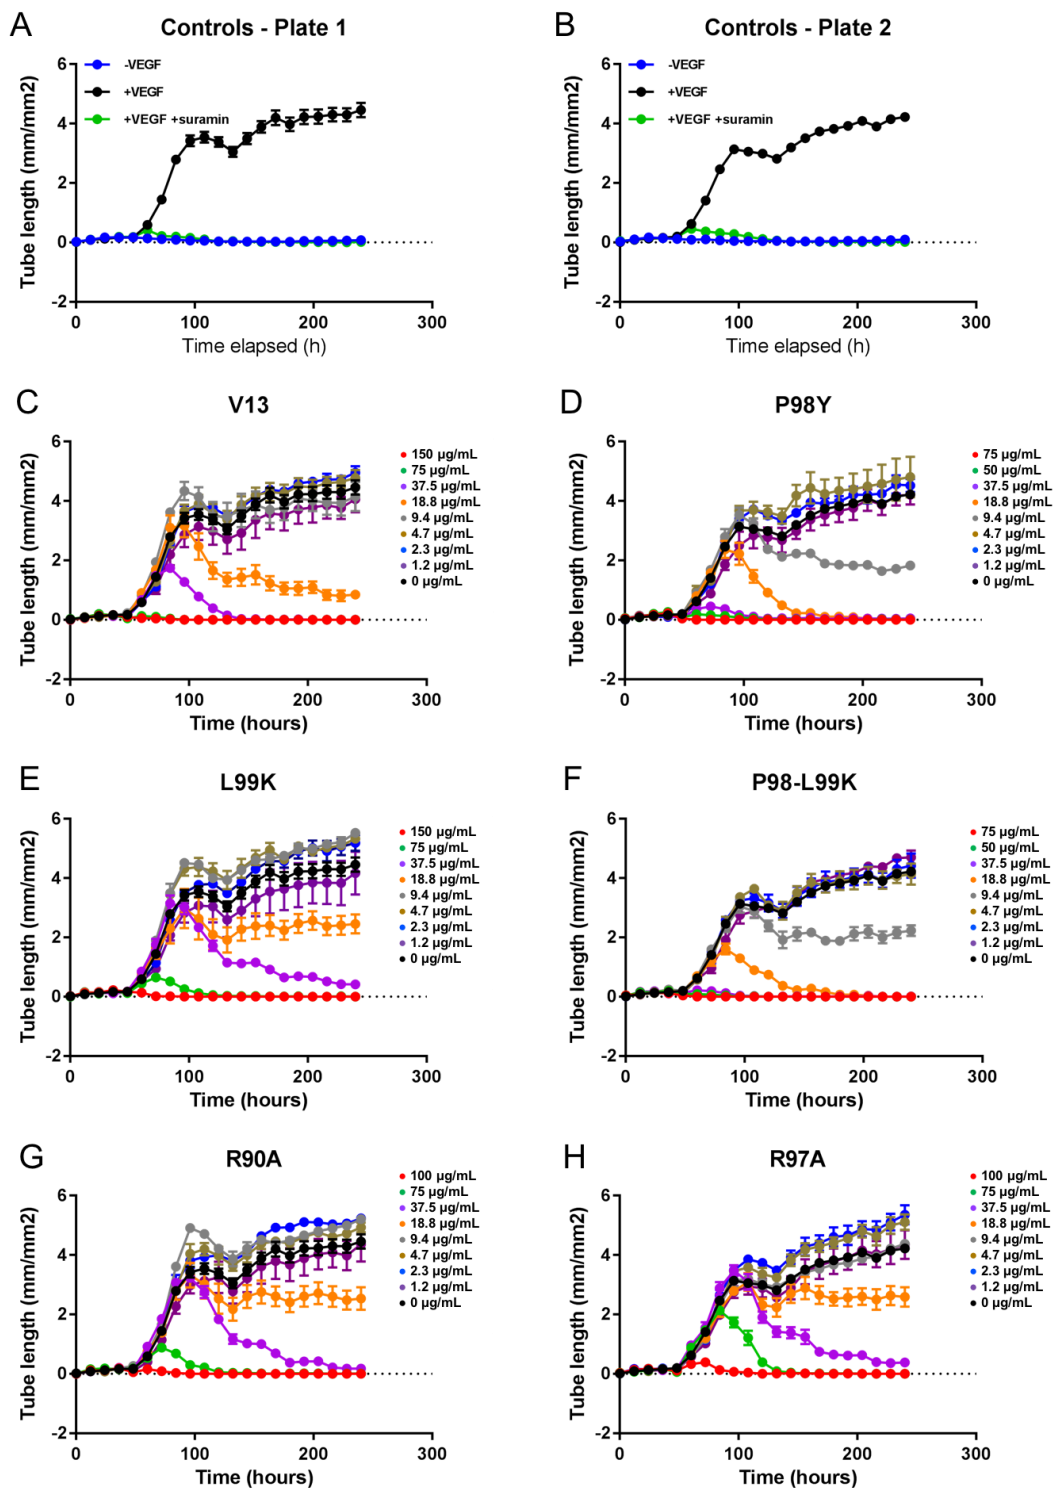 A
Controls - Plate 1
Tube length (mm/mm2)
6
4
2
0
-2
-VEGF
+VEGF
+VEGF +suramin
0
100
200
300
Time elapsed (h)
B
Controls - Plate 2
Tube length (mm/mm2)
6
4
2
0
-2
-VEGF
+VEGF
+VEGF +suramin
0
100
200
300
Time elapsed (h)
C
V13
Tube length (mm/mm2)
6
4
2
0
-2
150 µg/mL
75 µg/mL
37.5 µg/mL
18.8 µg/mL
9.4 µg/mL
4.7 µg/mL
2.3 µg/mL
1.2 µg/mL
0 µg/mL
0
100
200
300
Time (hours)
D
P98Y
Tube length (mm/mm2)
6
4
2
0
-2
75 µg/mL
50 µg/mL
37.5 µg/mL
18.8 µg/mL
9.4 µg/mL
4.7 µg/mL
2.3 µg/mL
1.2 µg/mL
0 µg/mL
0
100
200
300
Time (hours)
E
L99K
Tube length (mm/mm2)
6
4
2
0
-2
150 µg/mL
75 µg/mL
37.5 µg/mL
18.8 µg/mL
9.4 µg/mL
4.7 µg/mL
2.3 µg/mL
1.2 µg/mL
0 µg/mL
0
100
200
300
Time (hours)
F
P98-L99K
Tube length (mm/mm2)
6
4
2
0
-2
75 µg/mL
50 µg/mL
37.5 µg/mL
18.8 µg/mL
9.4 µg/mL
4.7 µg/mL
2.3 µg/mL
1.2 µg/mL
0 µg/mL
0
100
200
300
Time (hours)
G
R90A
Tube length (mm/mm2)
6
4
2
0
-2
100 µg/mL
75 µg/mL
37.5 µg/mL
18.8 µg/mL
9.4 µg/mL
4.7 µg/mL
2.3 µg/mL
1.2 µg/mL
0 µg/mL
0
100
200
300
Time (hours)
H
R97A
Tube length (mm/mm2)
6
4
2
0
-2
100 µg/mL
75 µg/mL
37.5 µg/mL
18.8 µg/mL
9.4 µg/mL
4.7 µg/mL
2.3 µg/mL
1.2 µg/mL
0 µg/mL
0
100
200
300
Time (hours)